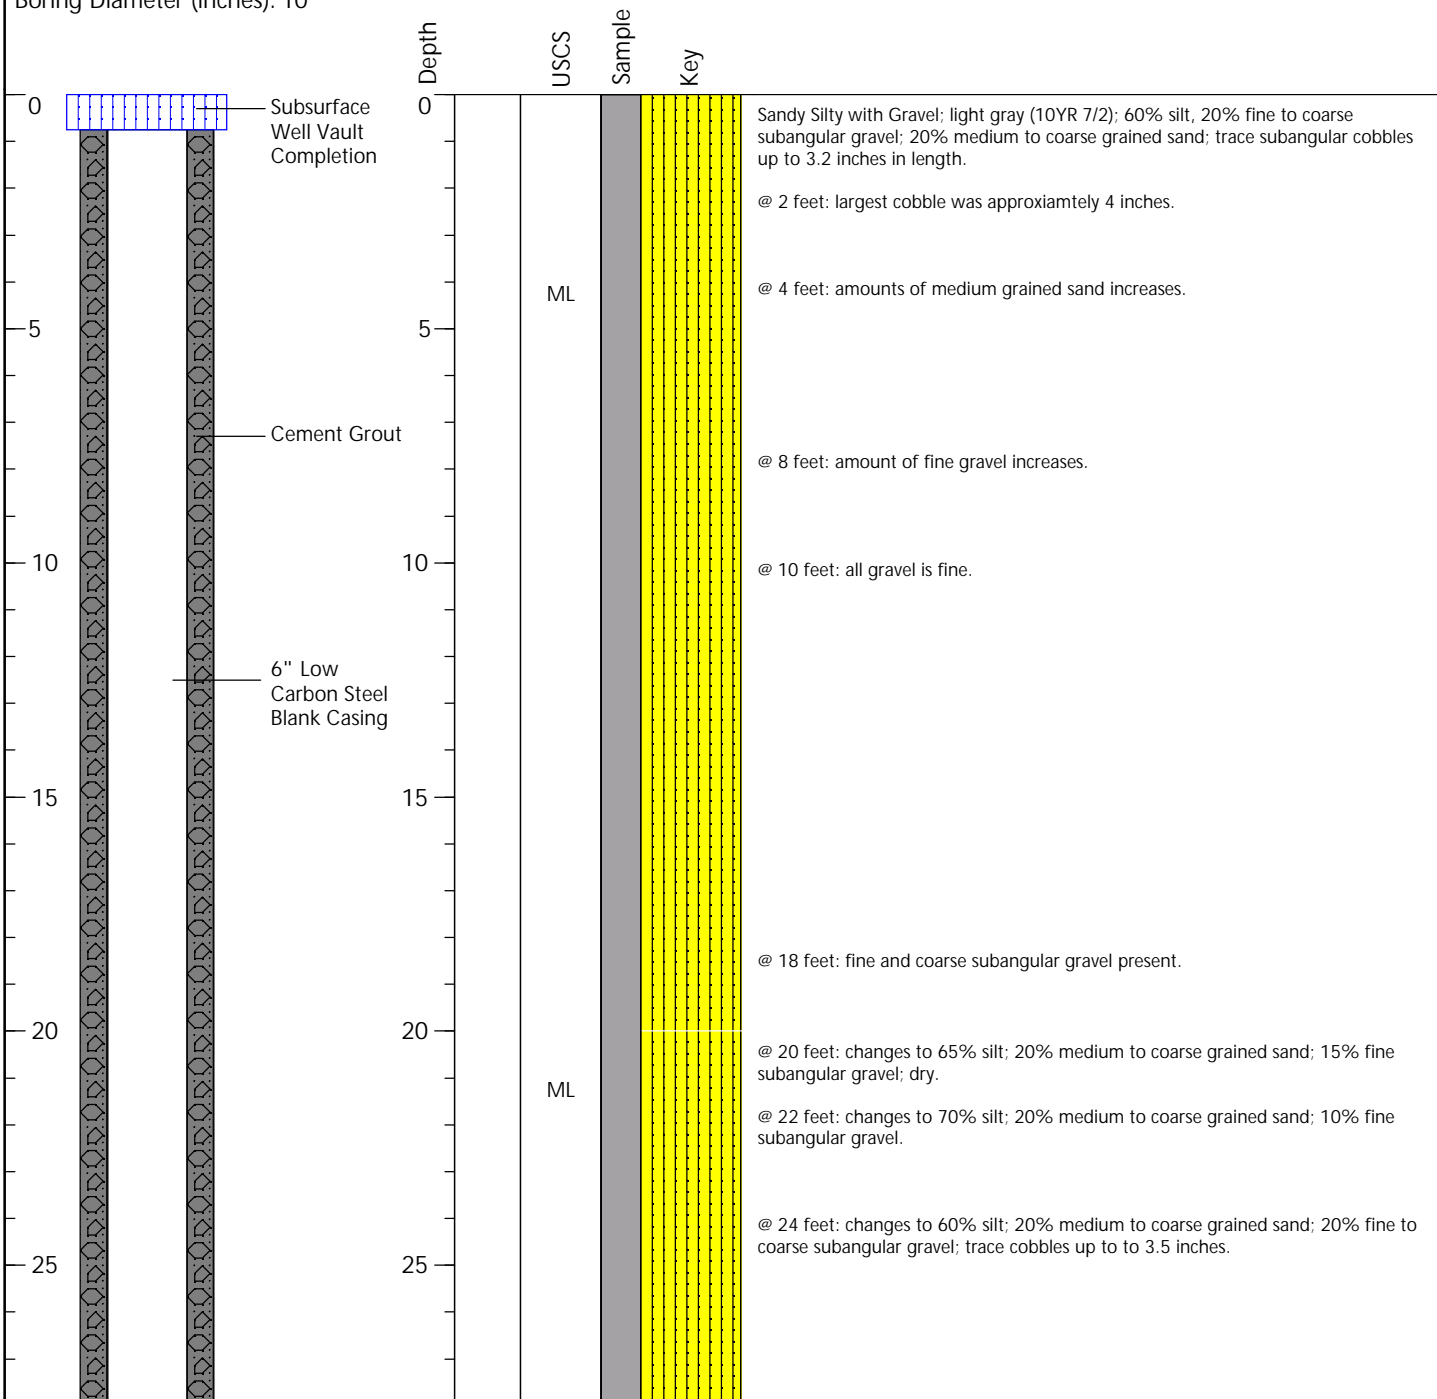 Boring Diameter (inches): 10
Depth
USCS
Sample
Key
0
Subsurface
Well Vault
Completion
0
Sandy Silty with Gravel; light gray (10YR 7/2); 60% silt, 20% fine to coarse
subangular gravel; 20% medium to coarse grained sand; trace subangular cobbles
up to 3.2 inches in length.
@ 2 feet: largest cobble was approxiamtely 4 inches.
ML
@ 4 feet: amounts of medium grained sand increases.
5
5
Cement Grout
@ 8 feet: amount of fine gravel increases.
10
10
@ 10 feet: all gravel is fine.
6" Low
Carbon Steel
Blank Casing
15
15
@ 18 feet: fine and coarse subangular gravel present.
20
20
@ 20 feet: changes to 65% silt; 20% medium to coarse grained sand; 15% fine
subangular gravel; dry.
ML
@ 22 feet: changes to 70% silt; 20% medium to coarse grained sand; 10% fine
subangular gravel.
@ 24 feet: changes to 60% silt; 20% medium to coarse grained sand; 20% fine to
coarse subangular gravel; trace cobbles up to to 3.5 inches.
25
25